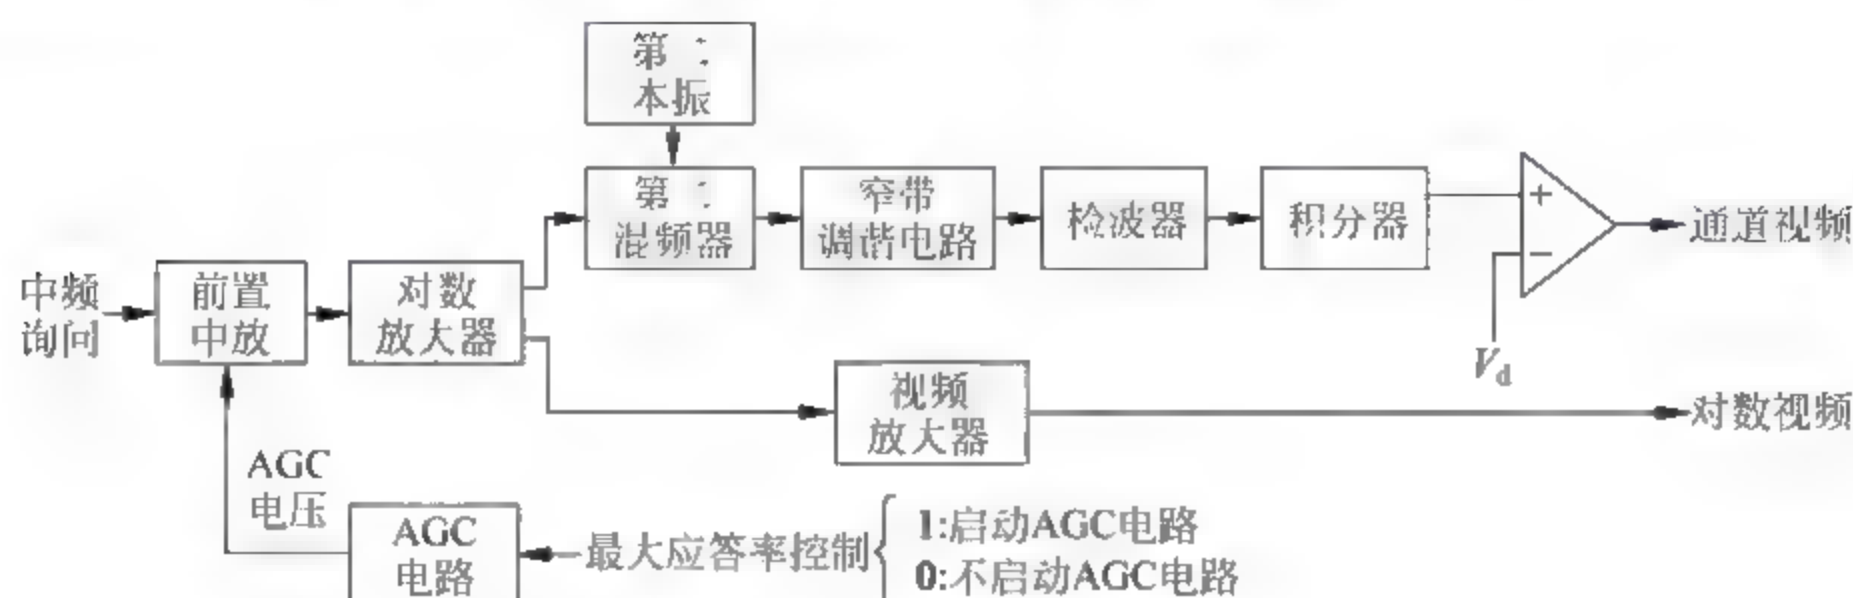 第
本振
第
混频器
窄带
调谐电路
检波器
积分器
+
−
通道视频
V_d
中频
询问
前置
中放
对数
放大器
视频
放大器
对数视频
AGC
电压
AGC
电路
最大应答率控制
1:启动AGC电路
0:不启动AGC电路